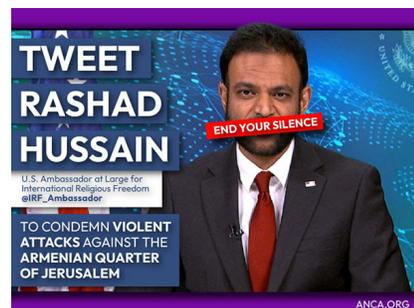 TWEET
RASHAD
HUSSAIN
END YOUR SILENCE
U.S. Ambassador at Large for
International Religious Freedom
@IRF_Ambassador
TO CONDEMN VIOLENT
ATTACKS AGAINST THE
ARMENIAN QUARTER
OF JERUSALEM
ANCA.ORG